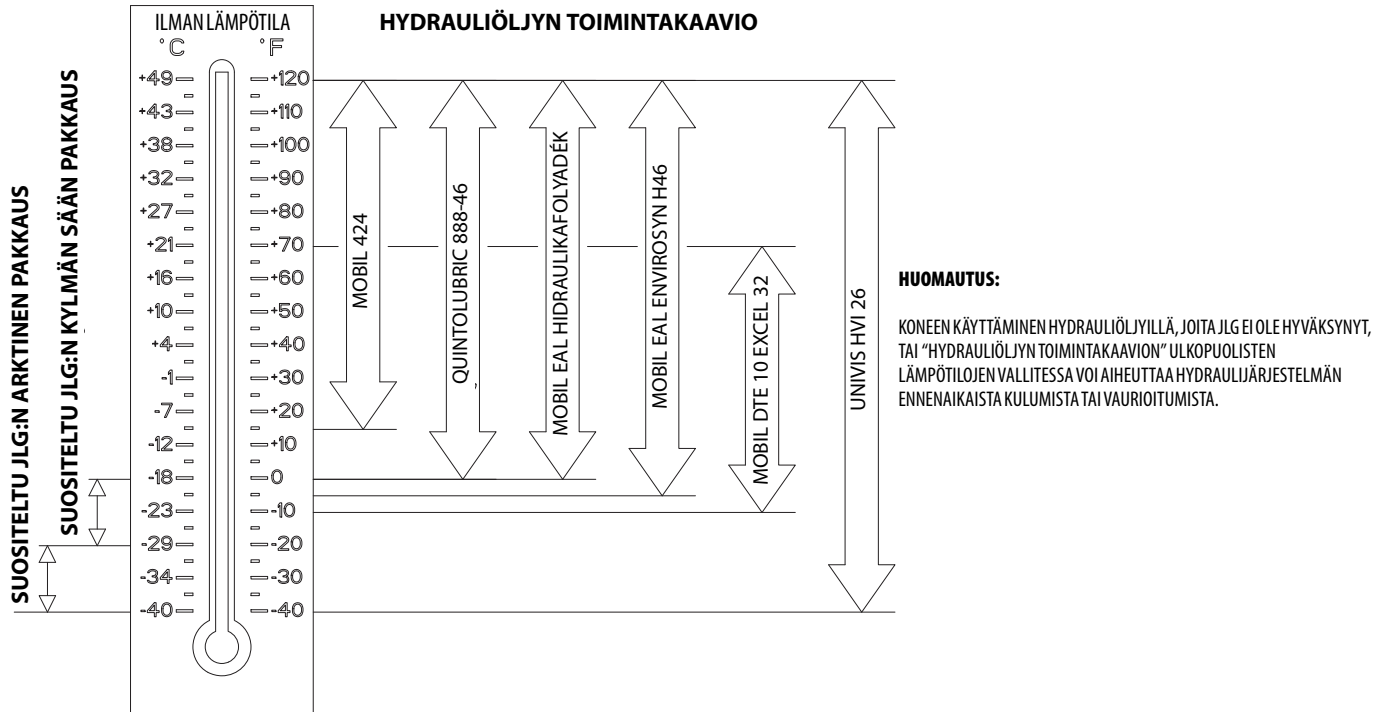 ILMAN LÄMPÖTILA
°C °F
HYDRAULIÖLJYN TOIMINTAKAAVIO
+49 +120
+43 +110
+38 +100
+32 +90
+27 +80
+21 +70
+16 +60
+10 +50
+4 +40
-1 +30
-7 +20
-12 +10
-18 0
-23 -10
-29 -20
-34 -30
-40 -40
SUOSITELTU JLG:N ARKTINEN PAKKAUS
SUOSITELTU JLG:N KYLMÄN SÄÄN PAKKAUS
MOBIL 424
QUINTOLUBRIC 888-46
MOBIL EAL HIDRAULIKAFOLYADÉK
MOBIL EAL ENVIROSYN H46
MOBIL DTE 10 EXCEL 32
UNIVIS HVI 26
HUOMAUTUS:
KONEEN KÄYTTÄMINEN HYDRAULIÖLJYILLÄ, JOITA JLG EI OLE HYVÄKSYNYT,
TAI “HYDRAULIÖLJYN TOIMINTAKAAVION” ULKOPUOLISTEN
LÄMPÖTILOJEN VALLITESSA VOI AIHEUTTAA HYDRAULIJÄRJESTELMÄN
ENNENAIKAISTA KULUMISTA TAI VAURIOITUMISTA.